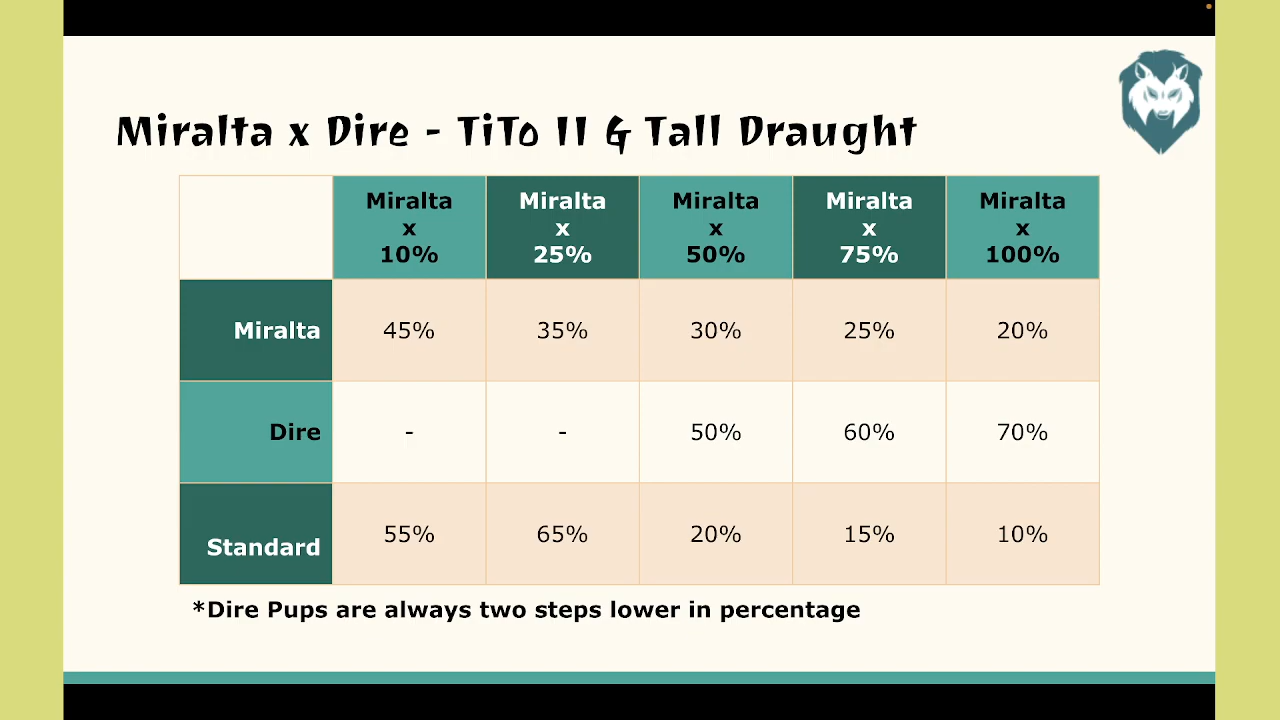 Miralta x Dire - TiTo II & Tall Draught
Miralta x 10%
Miralta x 25%
Miralta x 50%
Miralta x 75%
Miralta x 100%
Miralta 45% 35% 30% 25% 20%
Dire - - 50% 60% 70%
Standard 55% 65% 20% 15% 10%
*Dire Pups are always two steps lower in percentage